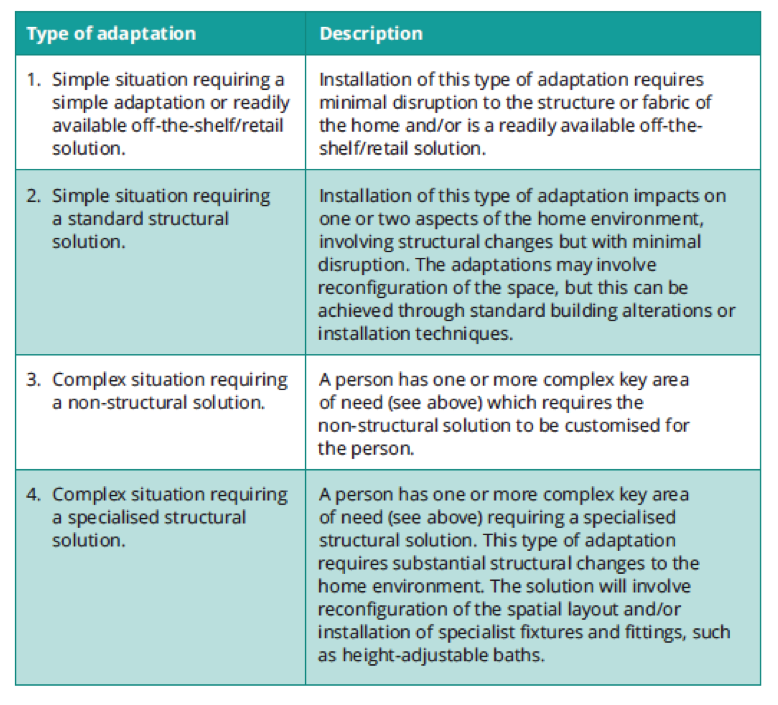 Type of adaptation
Description
1. Simple situation requiring a
simple adaptation or readily
available off-the-shelf/retail
solution.
Installation of this type of adaptation requires
minimal disruption to the structure or fabric of
the home and/or is a readily available off-the-
shelf/retail solution.
2. Simple situation requiring
a standard structural
solution.
Installation of this type of adaptation impacts on
one or two aspects of the home environment,
involving structural changes but with minimal
disruption. The adaptations may involve
reconfiguration of the space, but this can be
achieved through standard building alterations or
installation techniques.
3. Complex situation requiring
a non-structural solution.
A person has one or more complex key area
of need (see above) which requires the
non-structural solution to be customised for
the person.
4. Complex situation requiring
a specialised structural
solution.
A person has one or more complex key area
of need (see above) requiring a specialised
structural solution. This type of adaptation
requires substantial structural changes to the
home environment. The solution will involve
reconfiguration of the spatial layout and/or
installation of specialist fixtures and fittings, such
as height-adjustable baths.